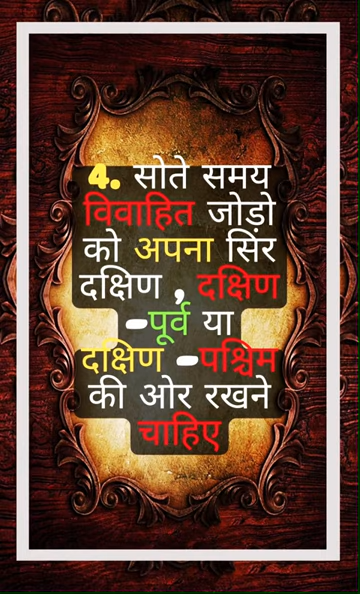 4. सोते समय
विवाहित जोड़ो
को अपना सिंर
दक्षिण , दक्षिण
-पूर्व या
दक्षिण -पश्चिम
की ओर रखने
चाहिए